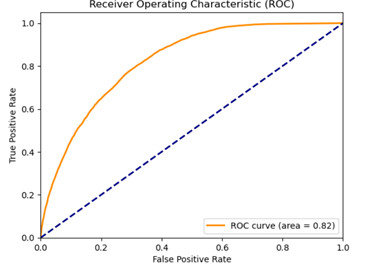 Receiver Operating Characteristic (ROC)
1.0
0.8
0.6
0.4
0.2
0.0
True Positive Rate
ROC curve (area = 0.82)
0.0 0.2 0.4 0.6 0.8 1.0
False Positive Rate